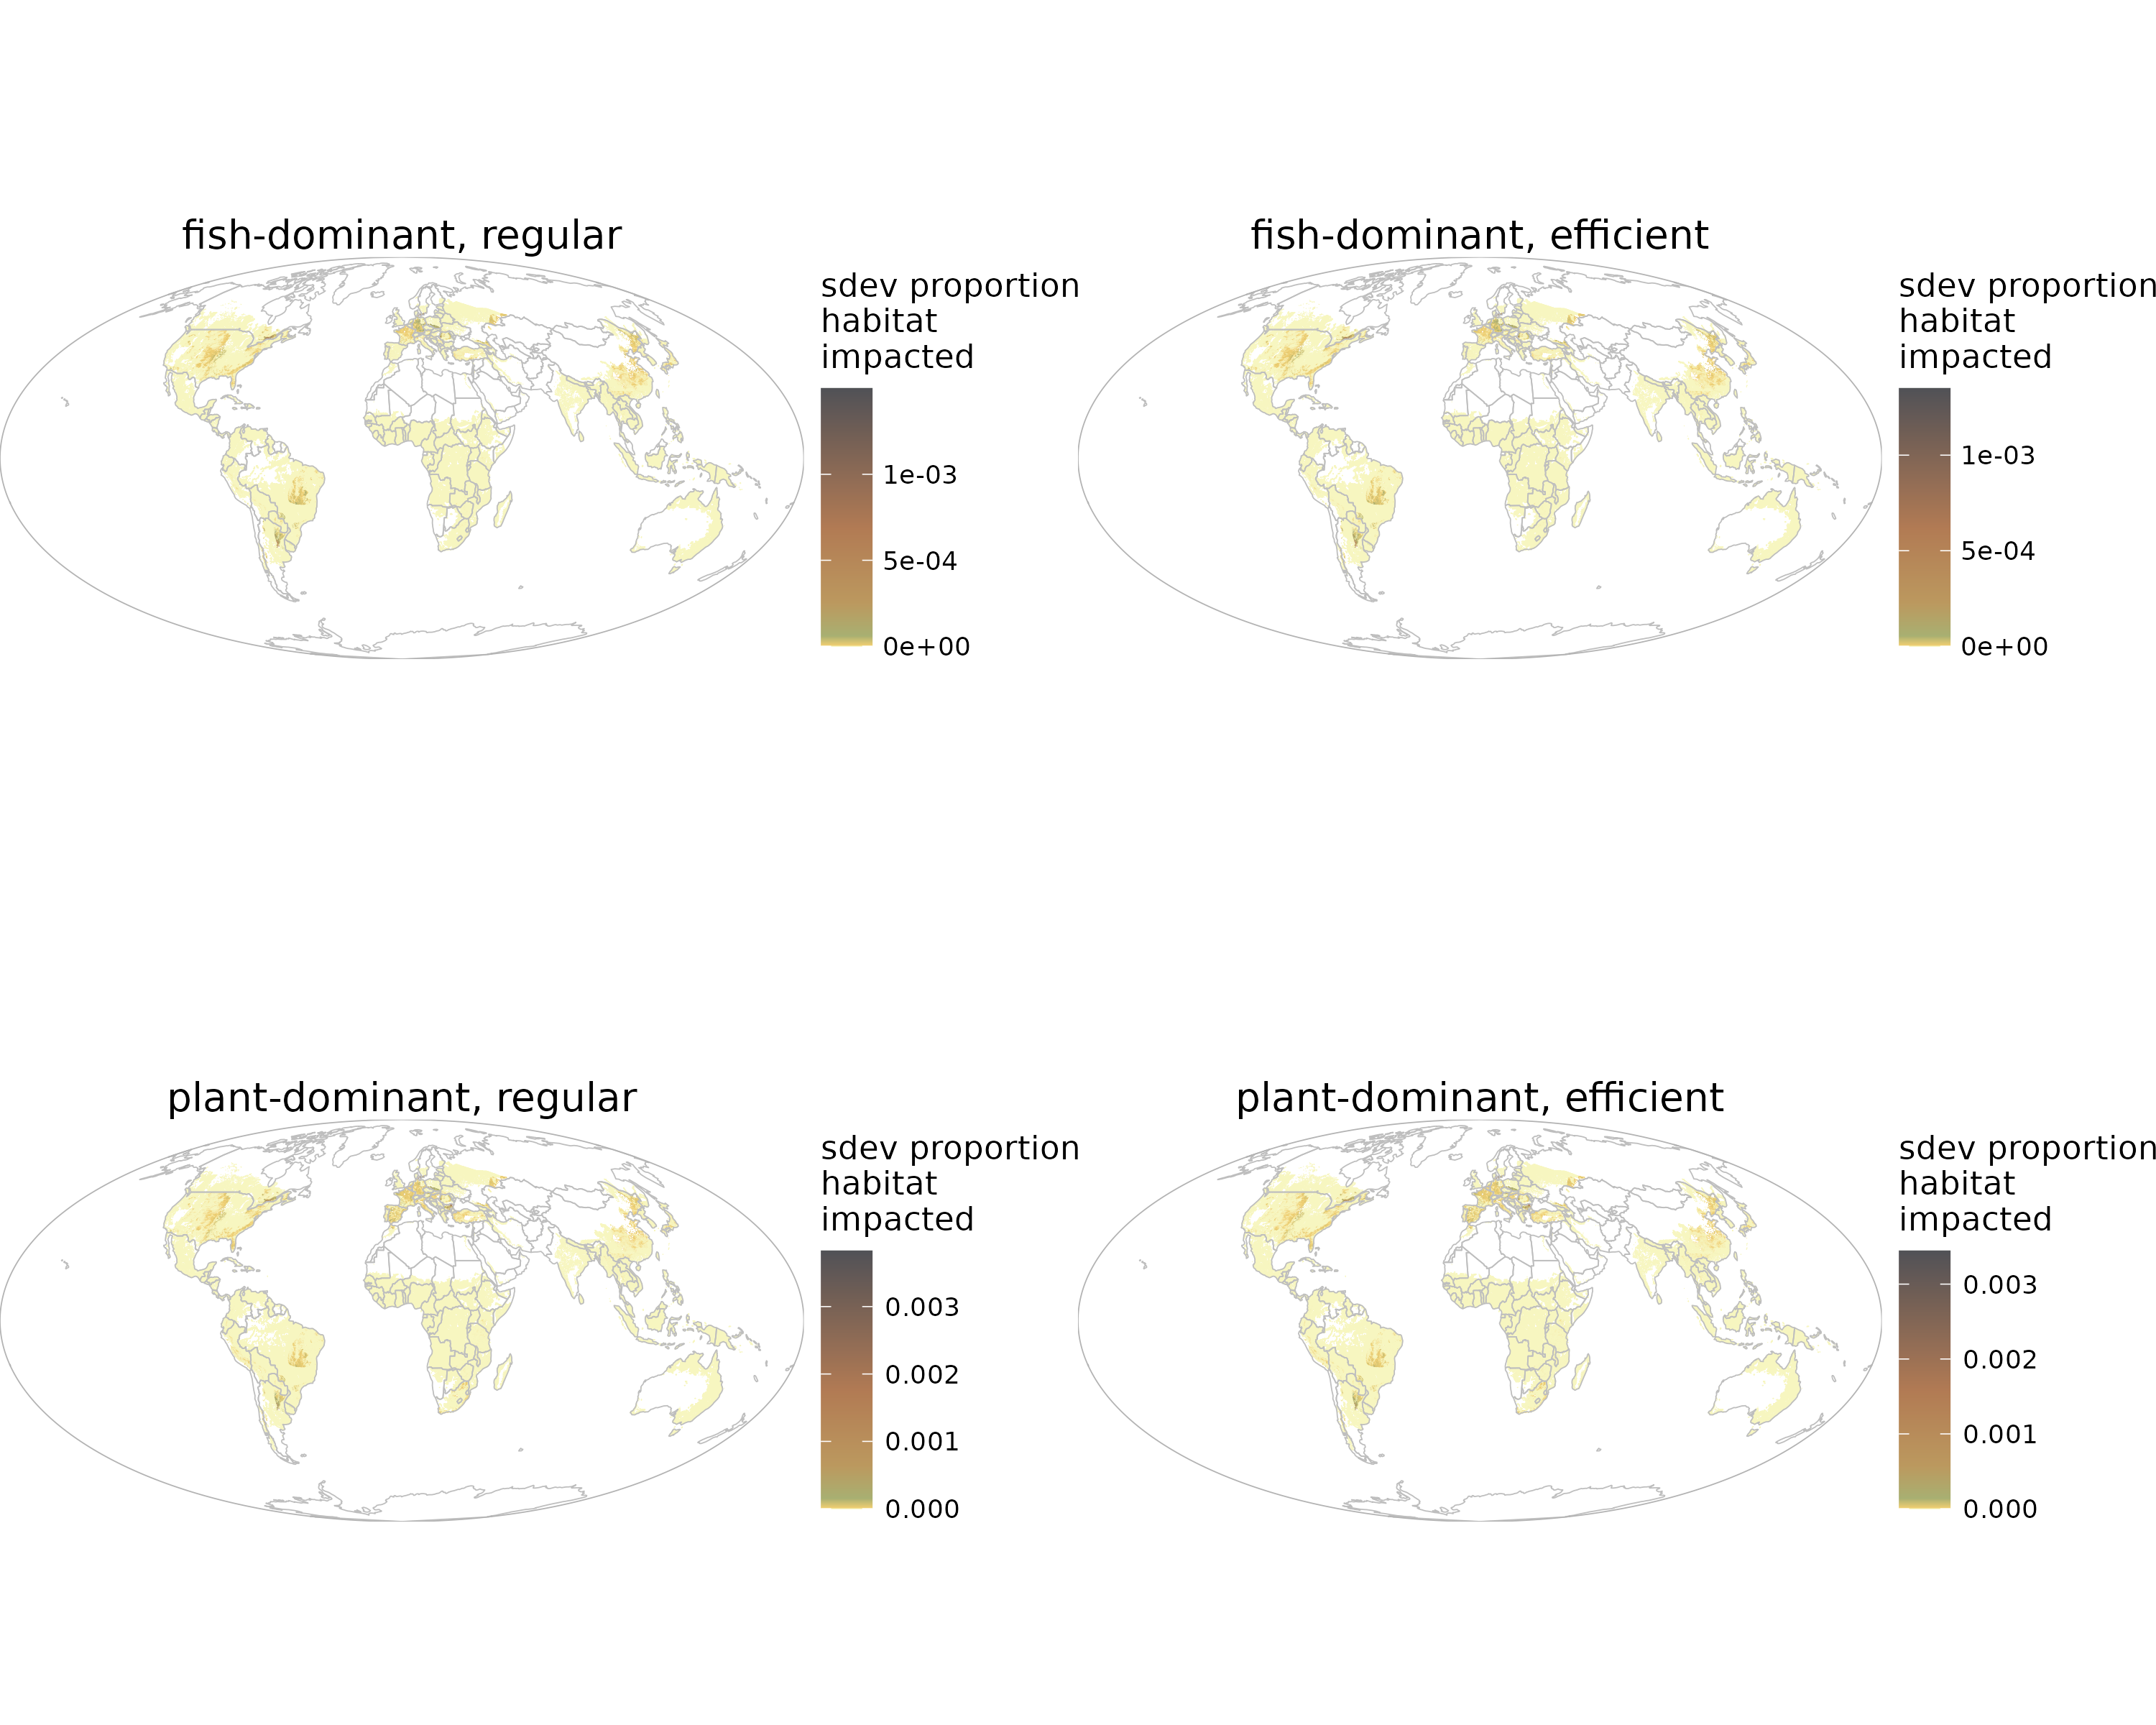 fish-dominant, regular
sdev proportion
habitat
impacted
1e-03
5e-04
0e+00
fish-dominant, efficient
sdev proportion
habitat
impacted
1e-03
5e-04
0e+00
plant-dominant, regular
sdev proportion
habitat
impacted
0.003
0.002
0.001
0.000
plant-dominant, efficient
sdev proportion
habitat
impacted
0.003
0.002
0.001
0.000